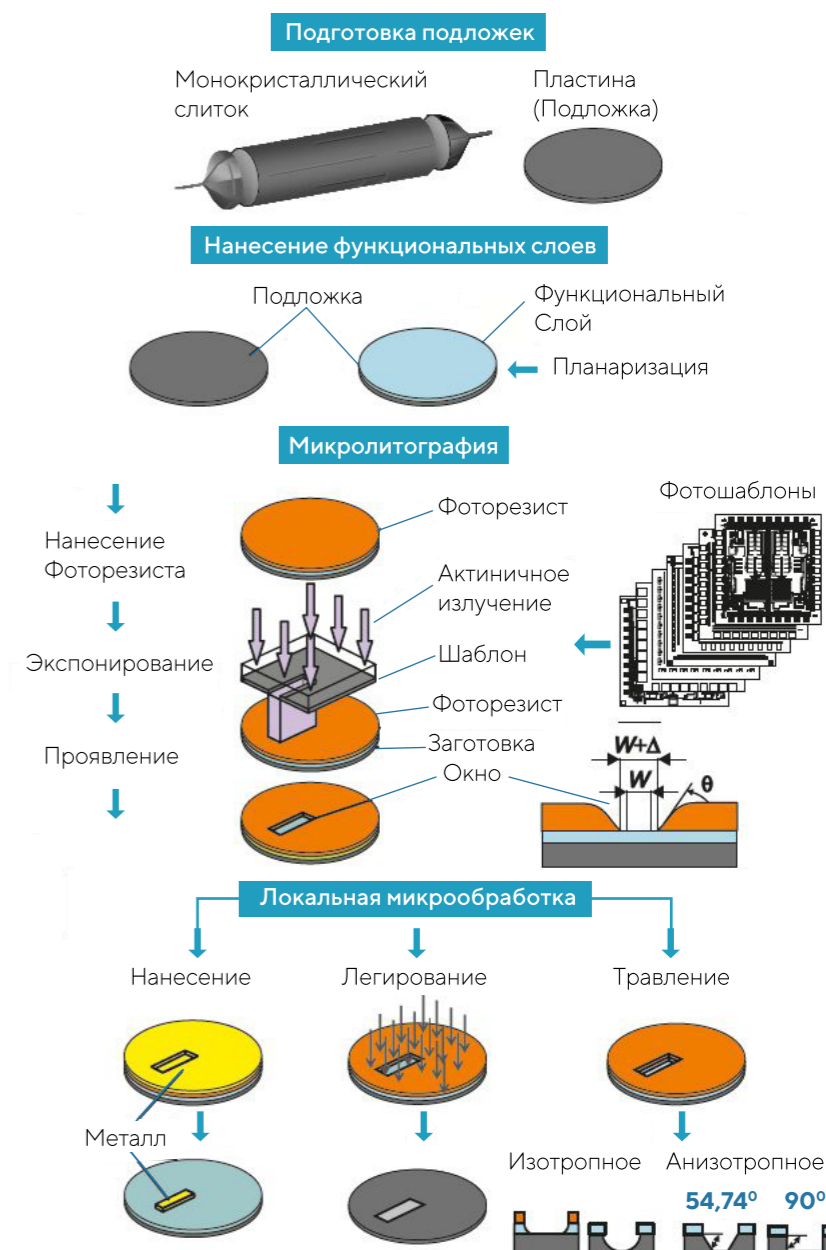 Подготовка подложек
Монокристаллический
слиток
Пластина
(Подложка)
Нанесение функциональных слоев
Подложка
Функциональный
Слой
Планаризация
Микролитография
Фоторезист
Фотошаблоны
Нанесение
Фоторезиста
Актиничное
излучение
Экспонирование
Шаблон
Фоторезист
Проявление
Заготовка
Окно
W+Δ
W
θ
Локальная микрообработка
Нанесение
Легирование
Травление
Металл
Изотропное
Анизотропное
54,74⁰
90⁰